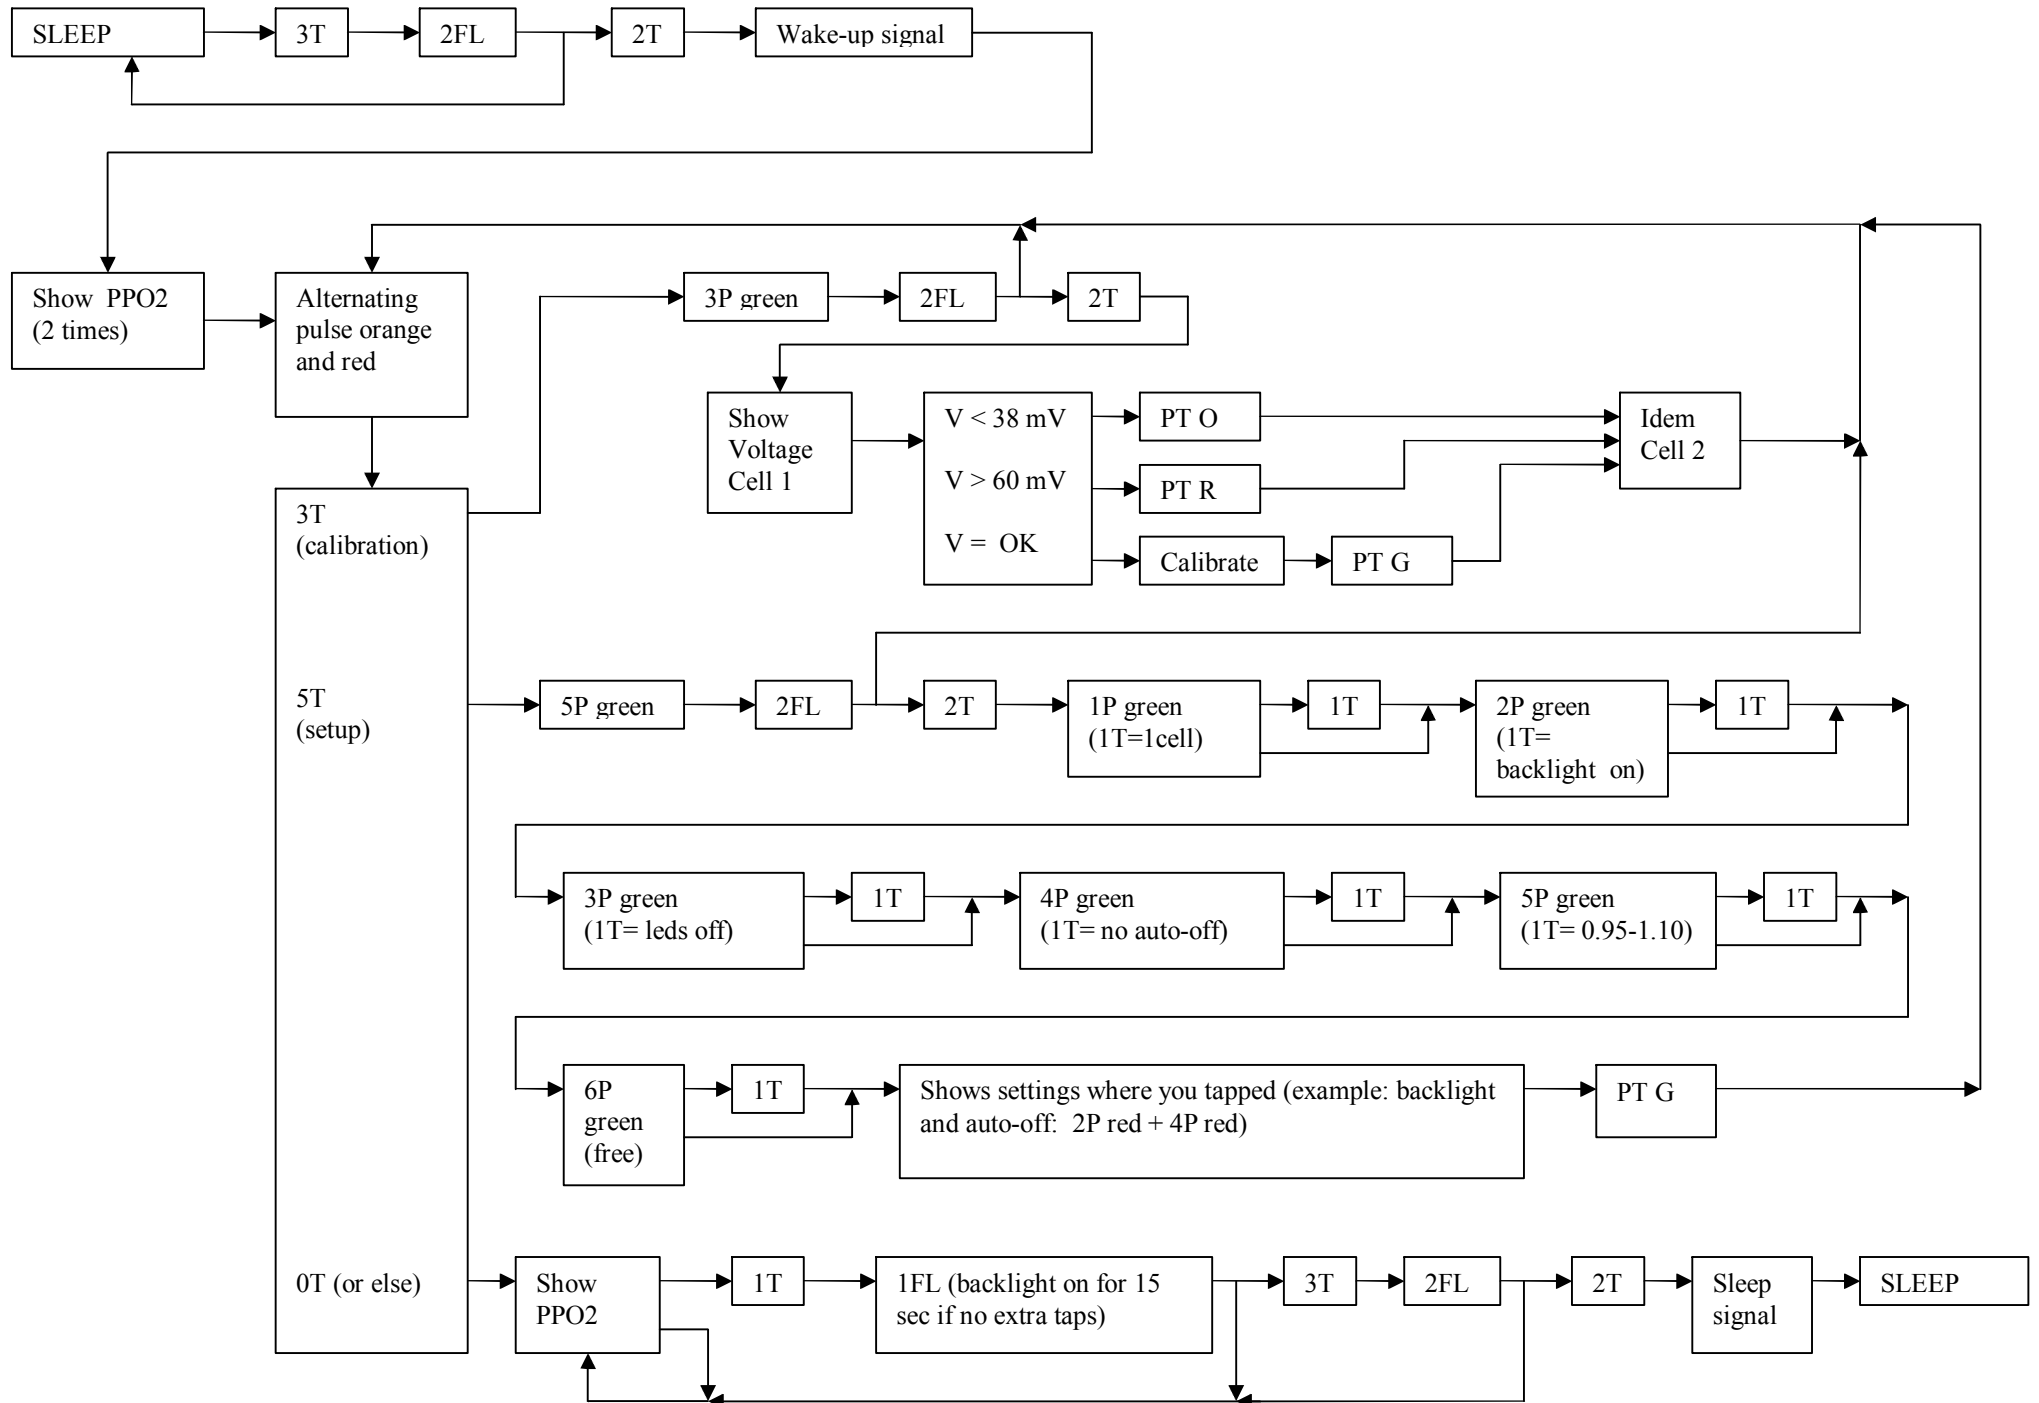 SLEEP
3T
2FL
2T
Wake-up signal
Show PPO2
(2 times)
Alternating
pulse orange
and red
3P green
2FL
2T
Show
Voltage
Cell 1
V < 38 mV
V > 60 mV
V = OK
PT O
PT R
Calibrate
PT G
Idem
Cell 2
3T
(calibration)
5T
(setup)
5P green
2FL
2T
1P green
(1T=1cell)
1T
2P green
(1T=
backlight on)
1T
3P green
(1T= leds off)
1T
4P green
(1T= no auto-off)
1T
5P green
(1T= 0.95-1.10)
1T
6P
green
(free)
1T
Shows settings where you tapped (example: backlight
and auto-off: 2P red + 4P red)
PT G
0T (or else)
Show
PPO2
1T
1FL (backlight on for 15
sec if no extra taps)
3T
2FL
2T
Sleep
signal
SLEEP